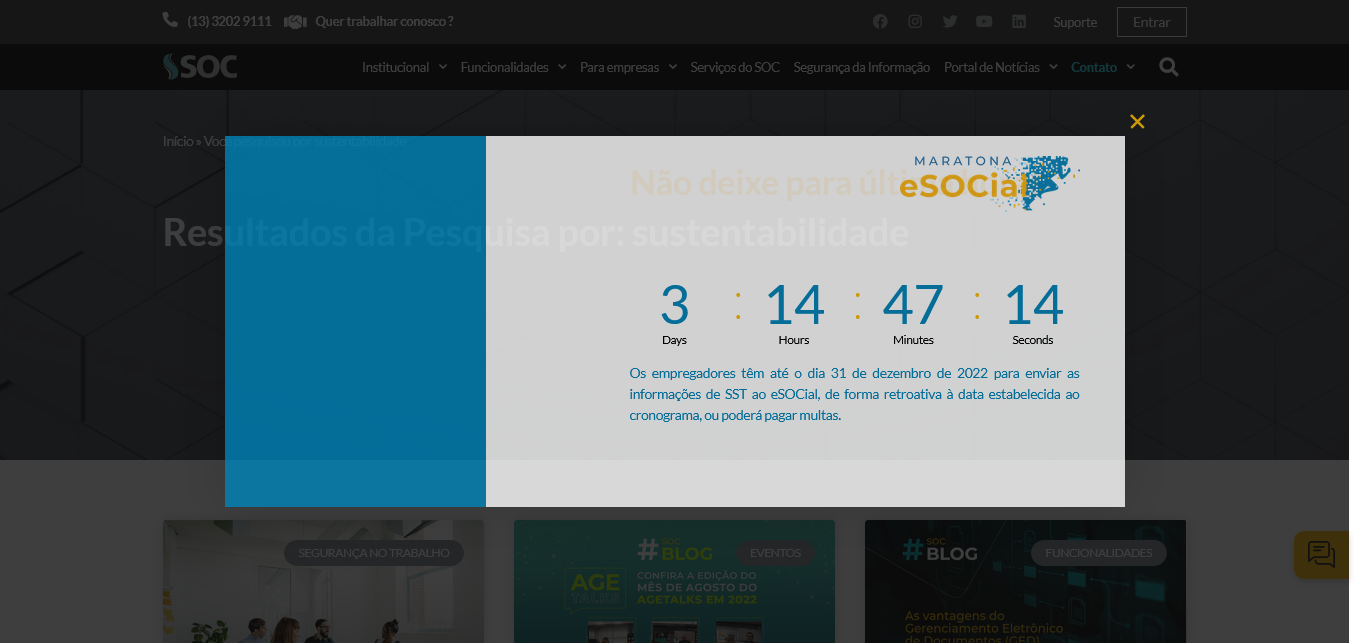 (13) 3202 9111 Quer trabalhar conosco ? Suporte Entrar
SOC Institucional Funcionalidades Para empresas Serviços do SOC Segurança da Informação Portal de Notícias Contato
Início » Você pesquisou por sustentabilidade
MARATONA
eSOCial
Não deixe para últi
Resultados da Pesquisa por: sustentabilidade
3 : 14 : 47 : 14
Days Hours Minutes Seconds
Os empregadores têm até o dia 31 de dezembro de 2022 para enviar as
informações de SST ao eSOCial, de forma retroativa à data estabelecida ao
cronograma, ou poderá pagar multas.
SEGURANÇA NO TRABALHO
#SOC BLOG
EVENTOS
AGE
TALKS
CONFIRA A EDIÇÃO DO
MÊS DE AGOSTO DO
AGETALKS EM 2022
#SOC BLOG
FUNCIONALIDADES
As vantagens do
Gerenciamento Eletrônico
de Documentos (GED)